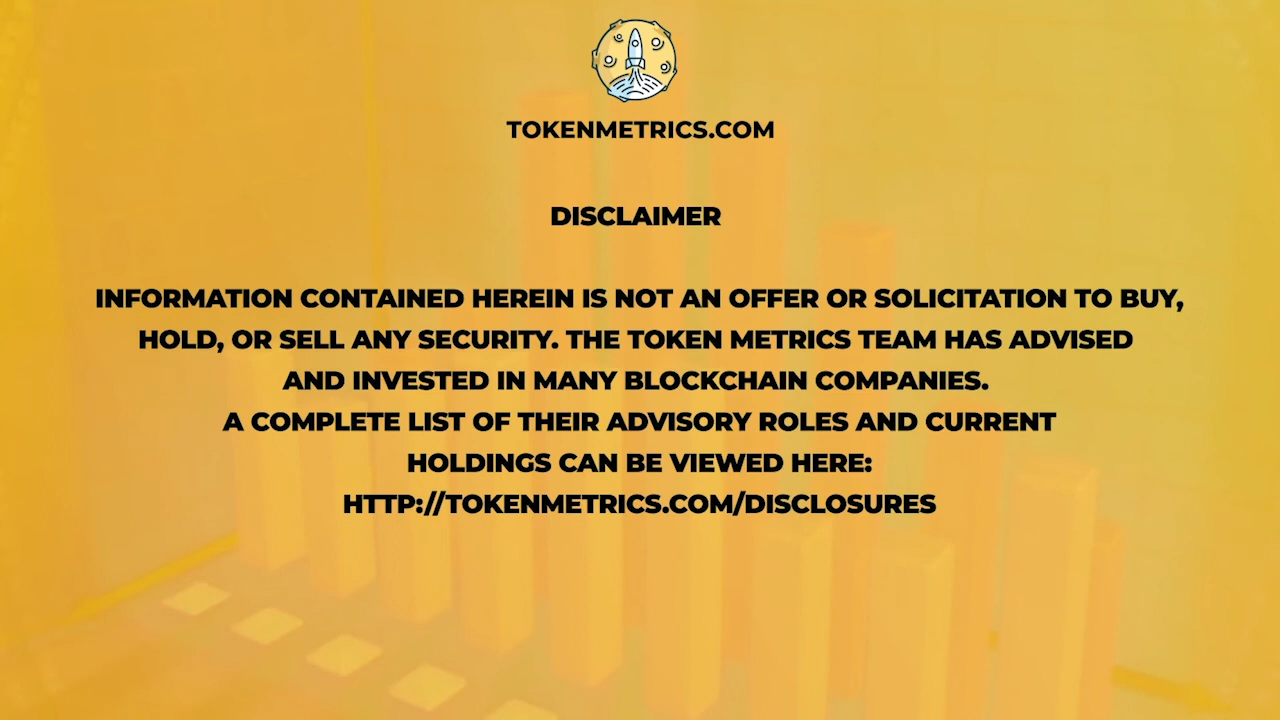 TOKENMETRICS.COM
DISCLAIMER
INFORMATION CONTAINED HEREIN IS NOT AN OFFER OR SOLICITATION TO BUY,
HOLD, OR SELL ANY SECURITY. THE TOKEN METRICS TEAM HAS ADVISED
AND INVESTED IN MANY BLOCKCHAIN COMPANIES.
A COMPLETE LIST OF THEIR ADVISORY ROLES AND CURRENT
HOLDINGS CAN BE VIEWED HERE:
HTTP://TOKENMETRICS.COM/DISCLOSURES